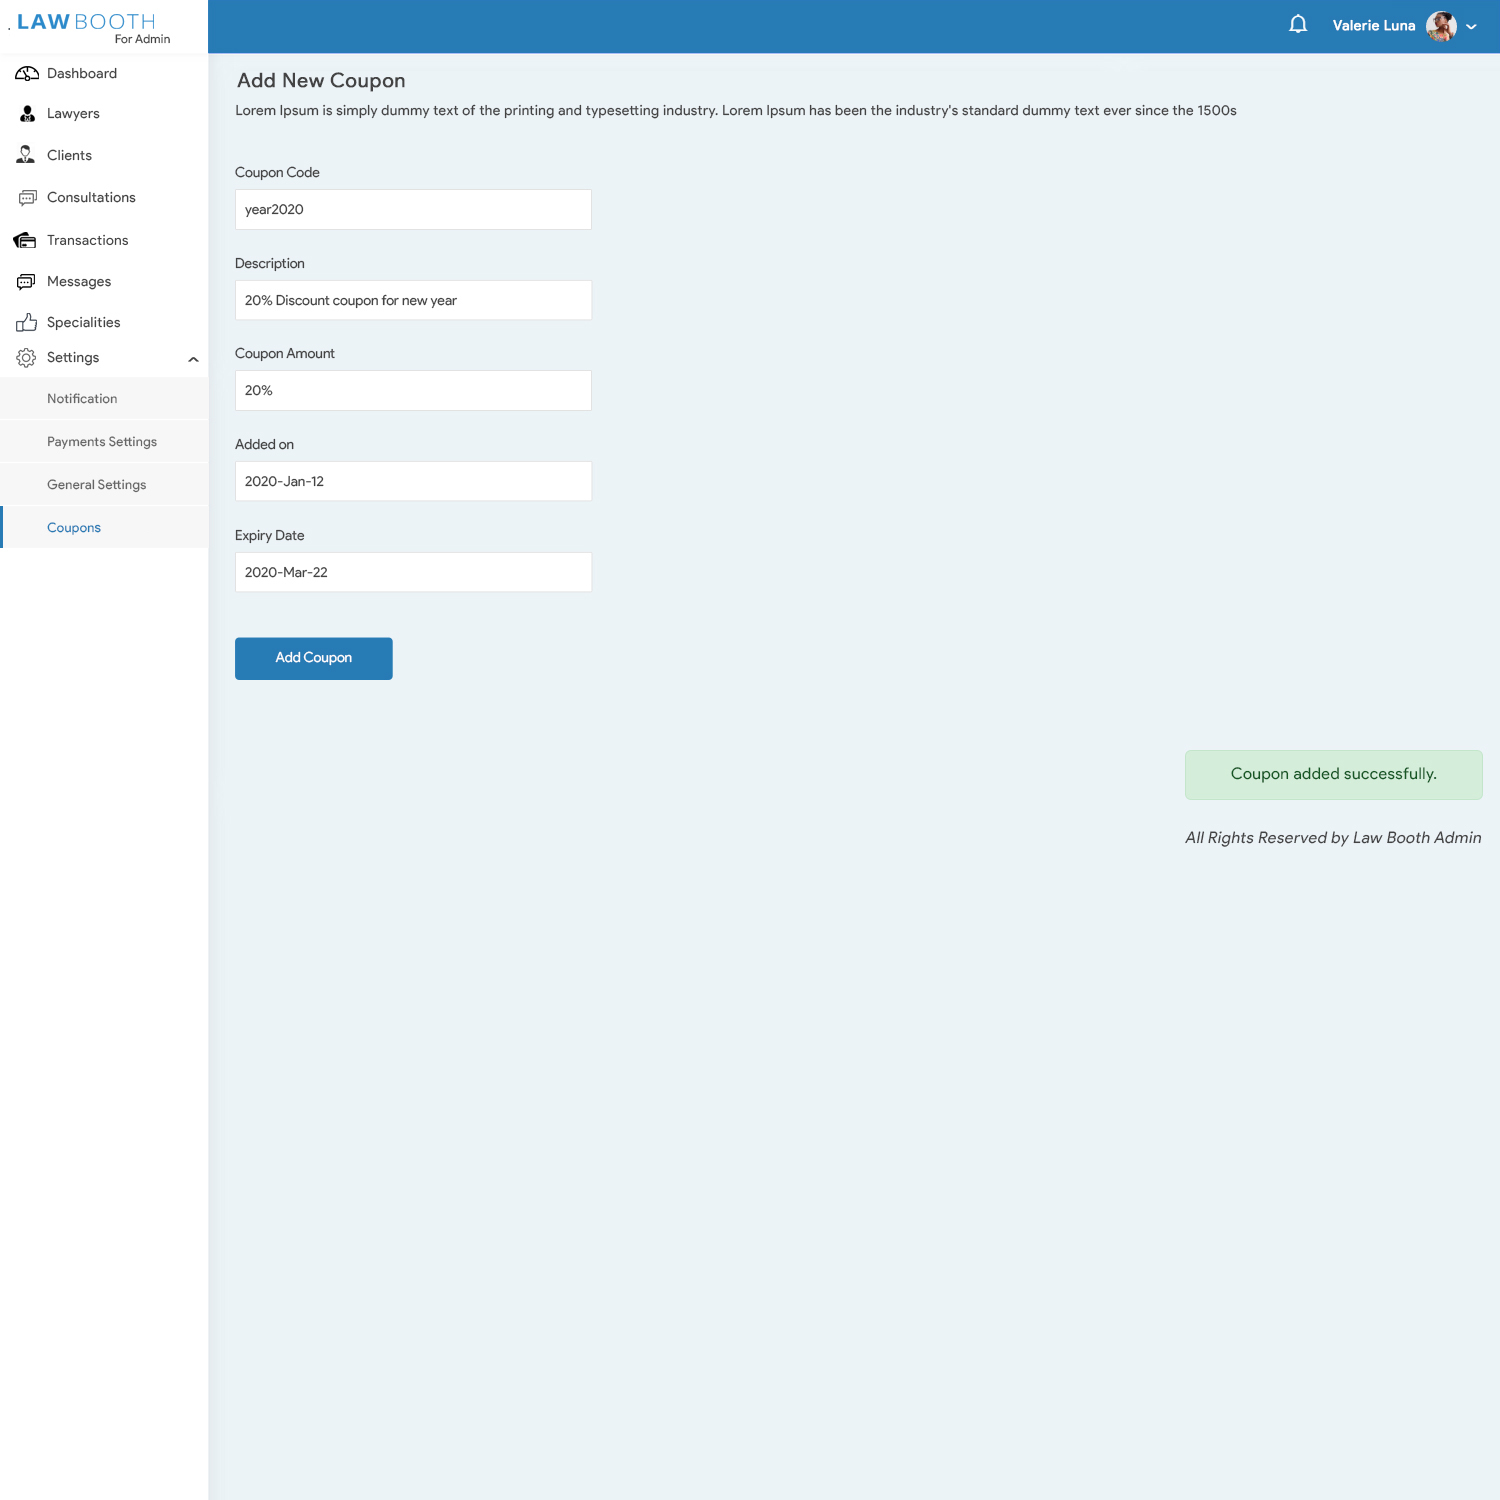 LAW BOOTH
For Admin
Valerie Luna
Dashboard
Lawyers
Clients
Consultations
Transactions
Messages
Specialities
Settings
Notification
Payments Settings
General Settings
Coupons
Add New Coupon
Lorem Ipsum is simply dummy text of the printing and typesetting industry. Lorem Ipsum has been the industry's standard dummy text ever since the 1500s
Coupon Code
year2020
Description
20% Discount coupon for new year
Coupon Amount
20%
Added on
2020-Jan-12
Expiry Date
2020-Mar-22
Add Coupon
Coupon added successfully.
All Rights Reserved by Law Booth Admin